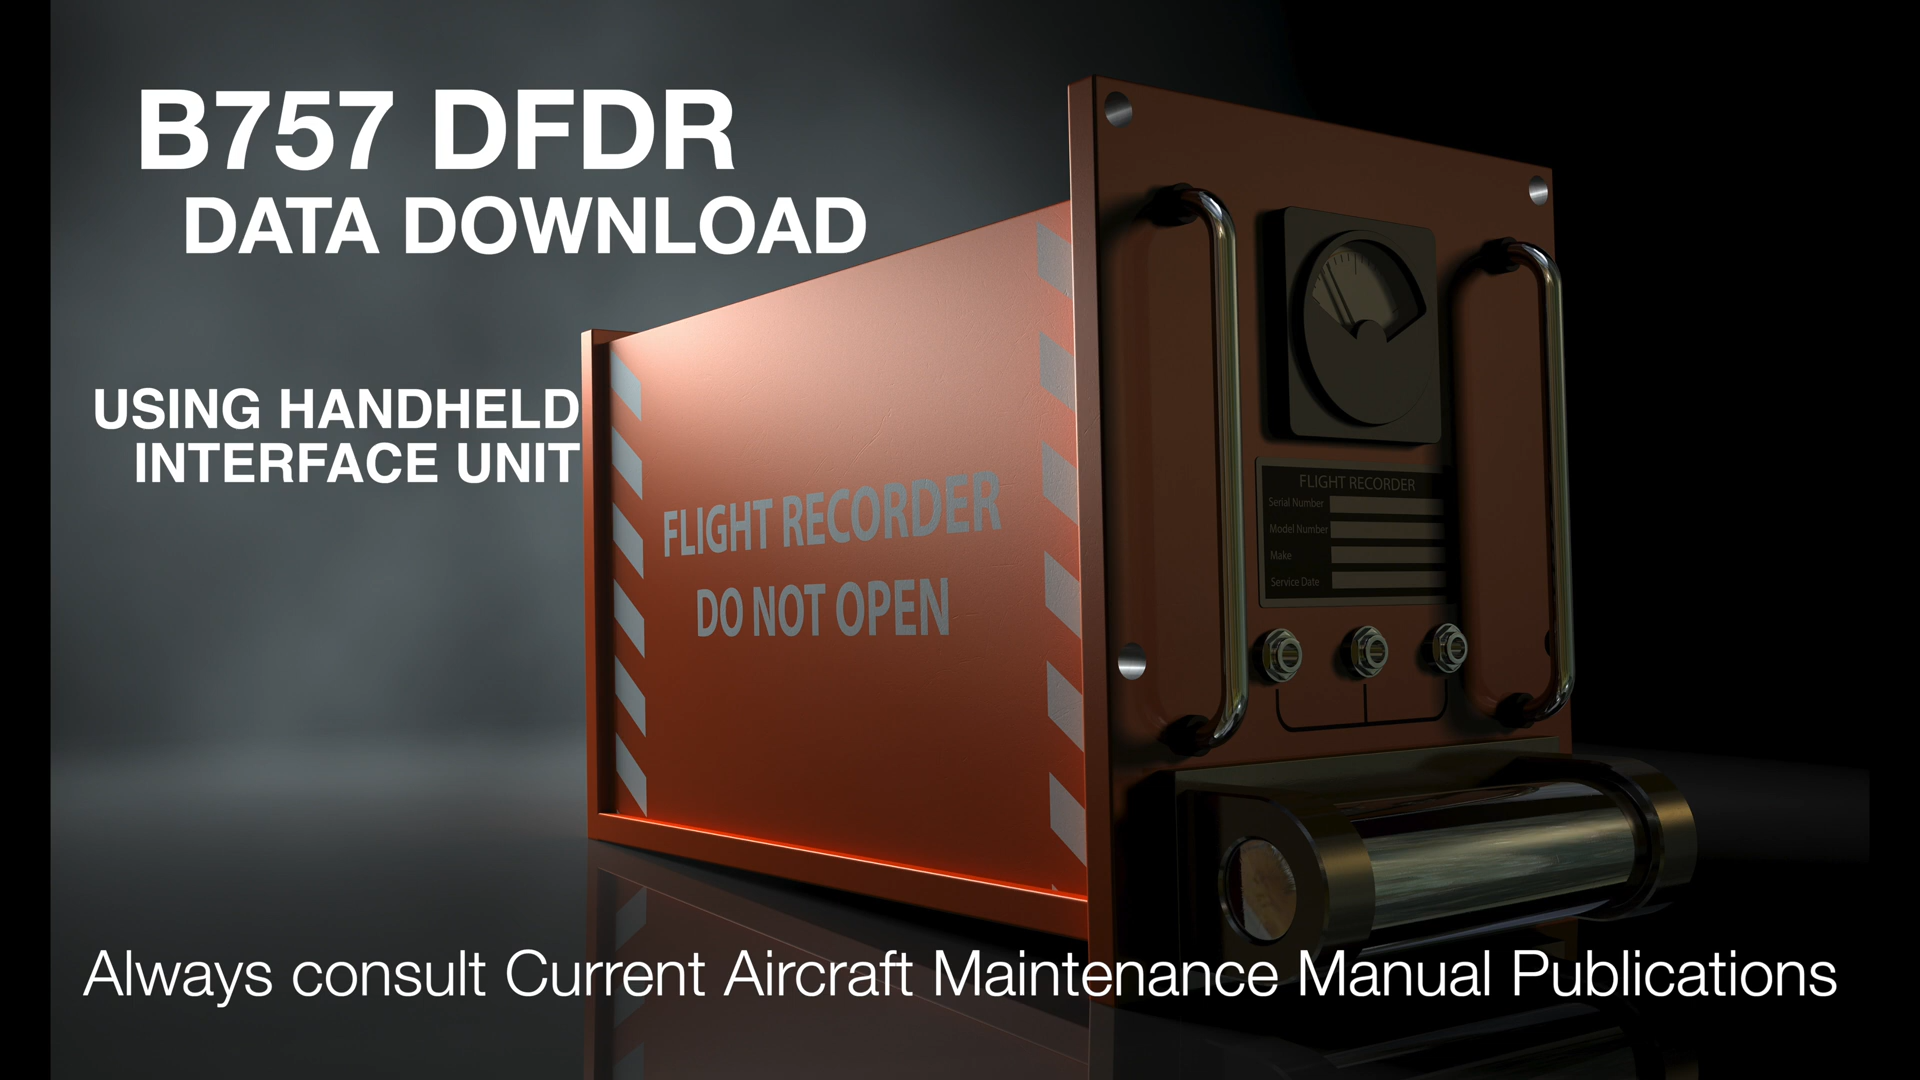 B757 DFDR
DATA DOWNLOAD
USING HANDHELD
INTERFACE UNIT
FLIGHT RECORDER
DO NOT OPEN
FLIGHT RECORDER
Serial Number
Model Number
Make
Service Date
Always consult Current Aircraft Maintenance Manual Publications